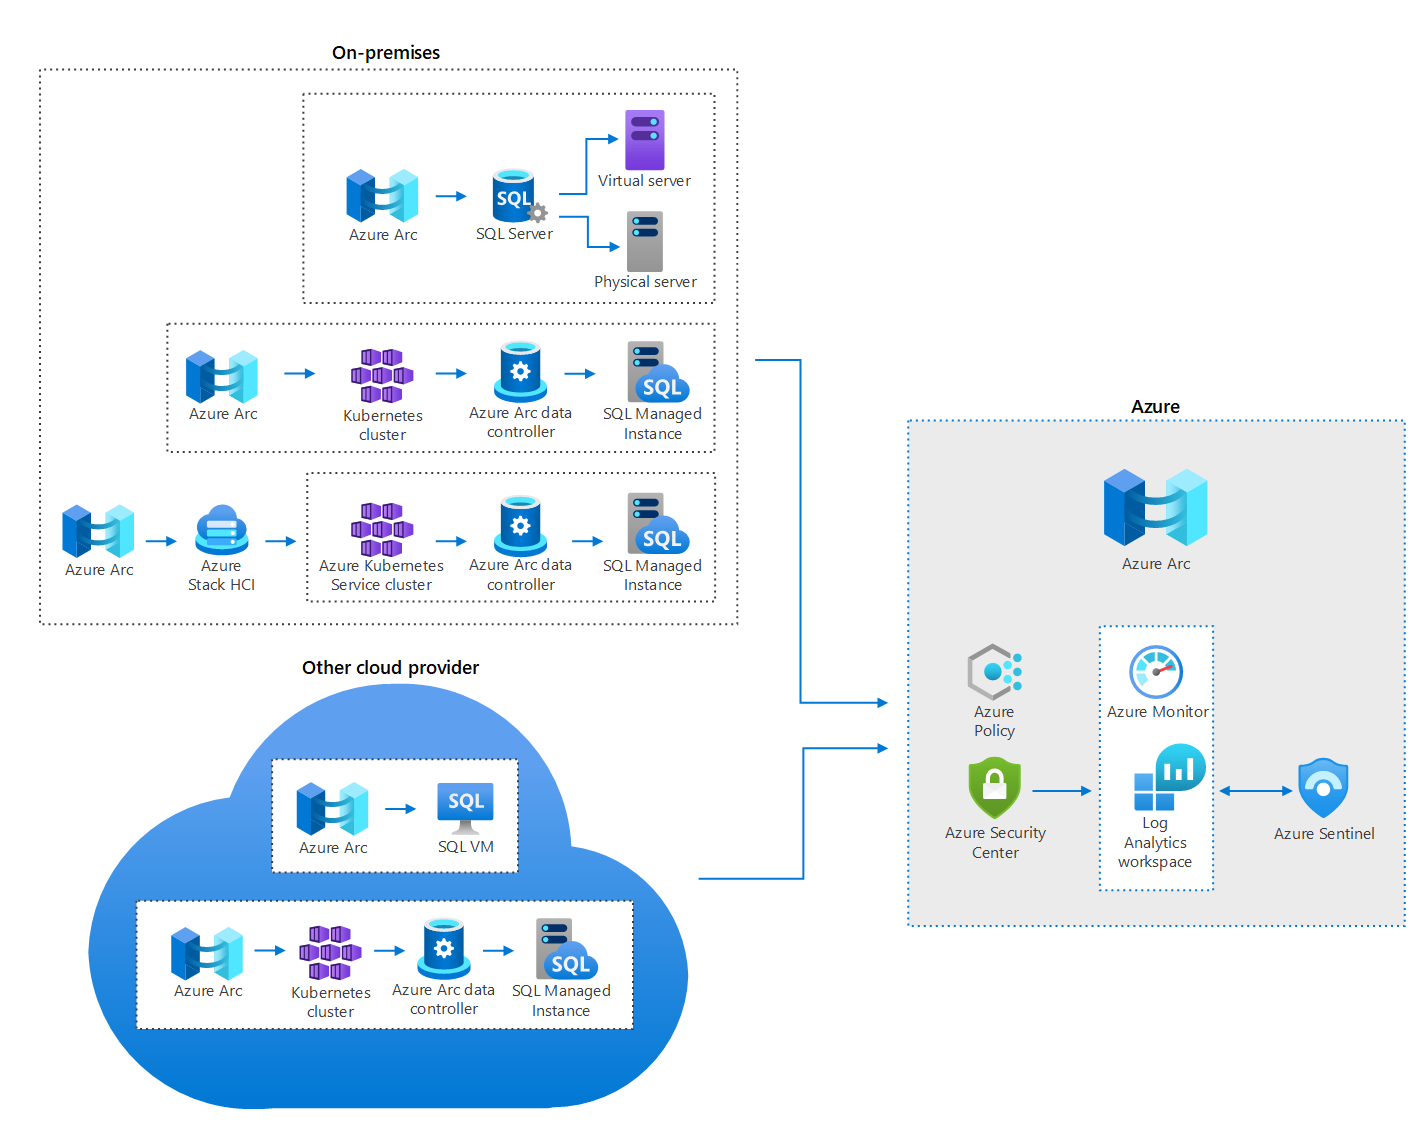 On-premises
Virtual server
SQL
Azure Arc
SQL Server
Physical server
SQL
Azure Arc
Kubernetes
cluster
Azure Arc data
controller
SQL Managed
Instance
SQL
Azure Arc
Azure
Stack HCI
Azure Kubernetes
Service cluster
Azure Arc data
controller
SQL Managed
Instance
Other cloud provider
SQL
Azure Arc
SQL VM
SQL
Azure Arc
Kubernetes
cluster
Azure Arc data
controller
SQL Managed
Instance
Azure
Azure Arc
Azure
Policy
Azure Monitor
Azure Security
Center
Log
Analytics
workspace
Azure Sentinel